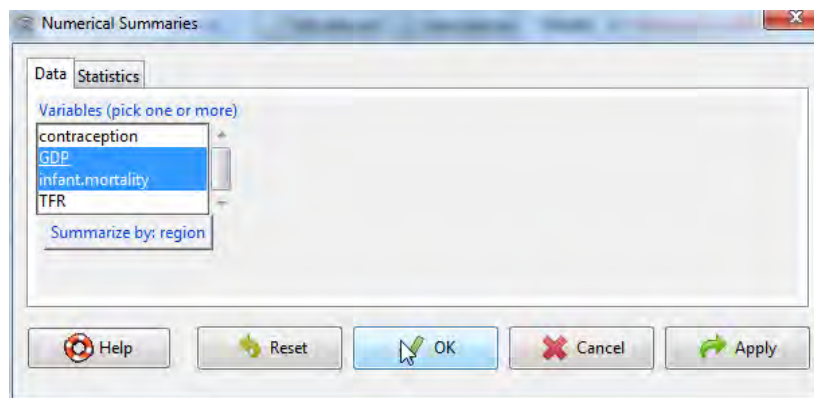 Numerical Summaries
Data Statistics
Variables (pick one or more)
contraception
GDP
infant.mortality
TFR
Summarize by: region
Help Reset OK Cancel Apply